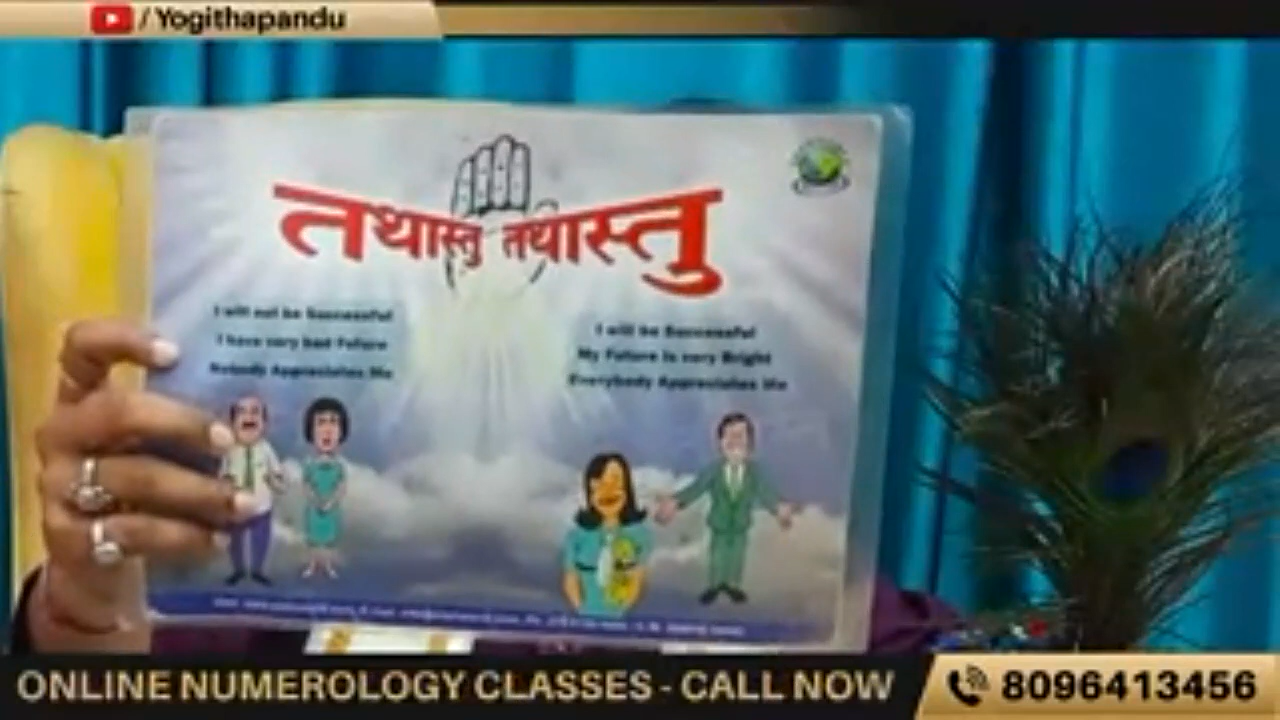 / Yogithapandu
तथास्तु तथास्तु
I will not be Successful
I have very bad Future
Nobody Appreciates Me
I will be Successful
My Future is very Bright
Everybody Appreciates Me
ONLINE NUMEROLOGY CLASSES - CALL NOW
8096413456